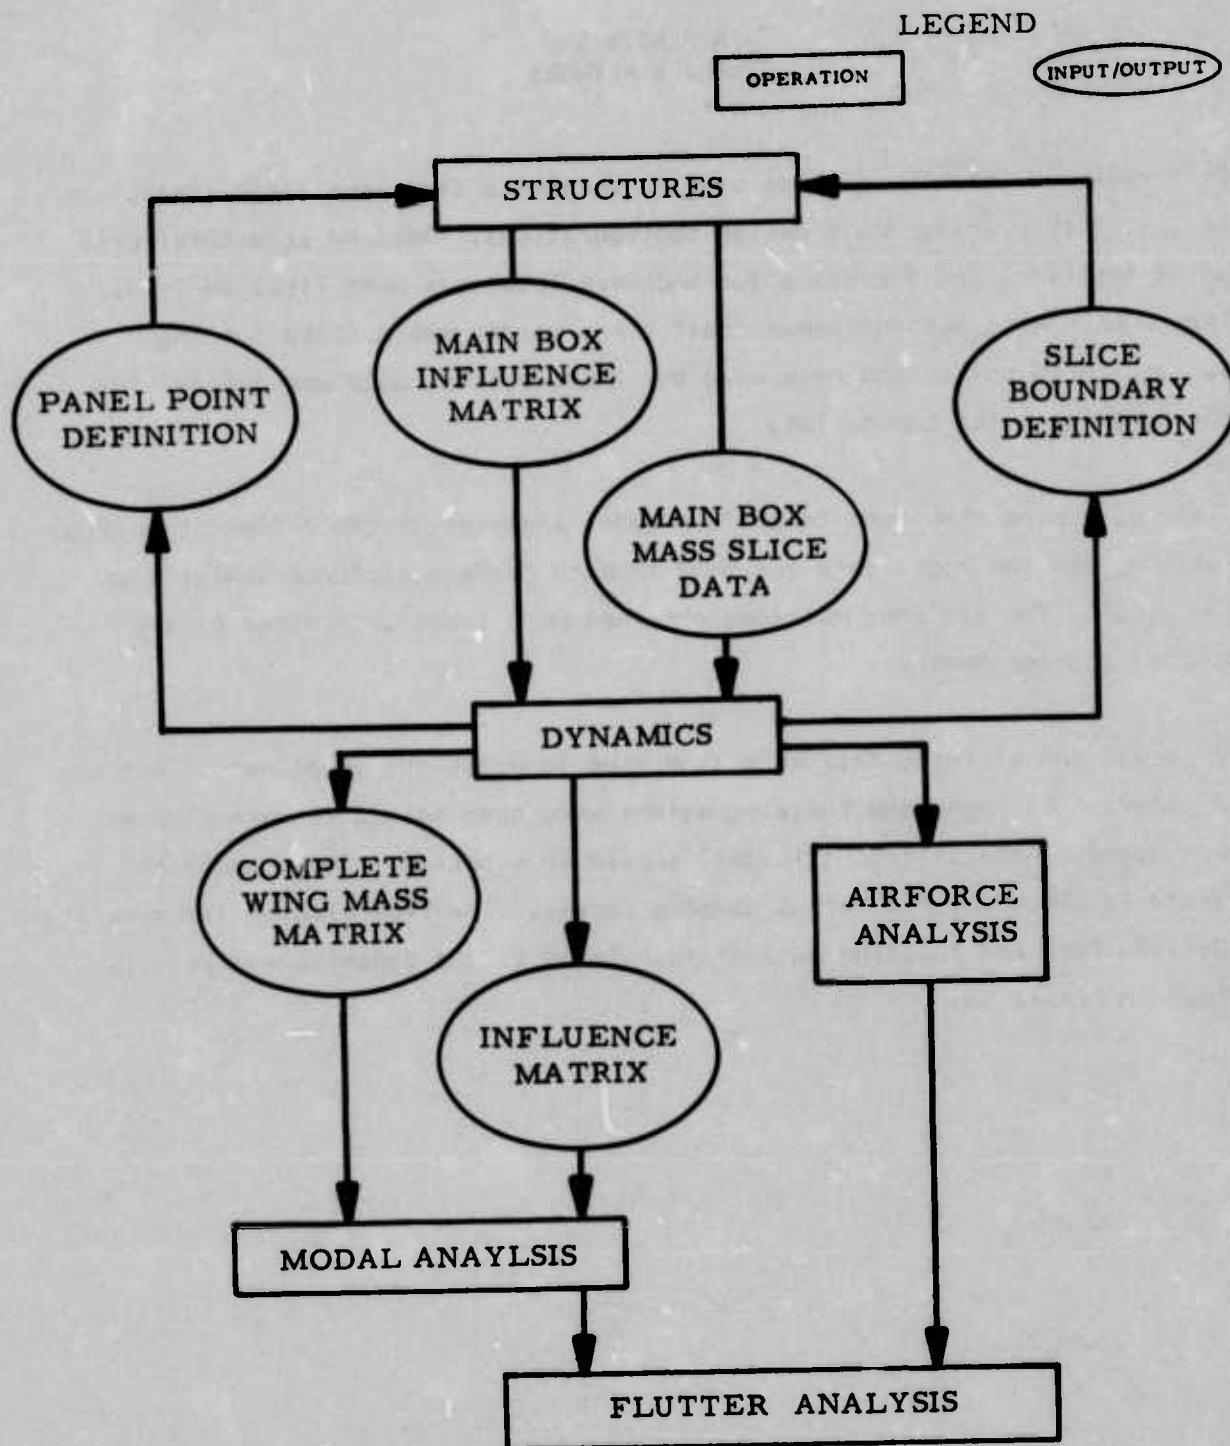 LEGEND
OPERATION
INPUT/OUTPUT
STRUCTURES
PANEL POINT
DEFINITION
MAIN BOX
INFLUENCE
MATRIX
MAIN BOX
MASS SLICE
DATA
SLICE
BOUNDARY
DEFINITION
DYNAMICS
COMPLETE
WING MASS
MATRIX
INFLUENCE
MATRIX
AIRFORCE
ANALYSIS
MODAL ANAYLSIS
FLUTTER ANALYSIS